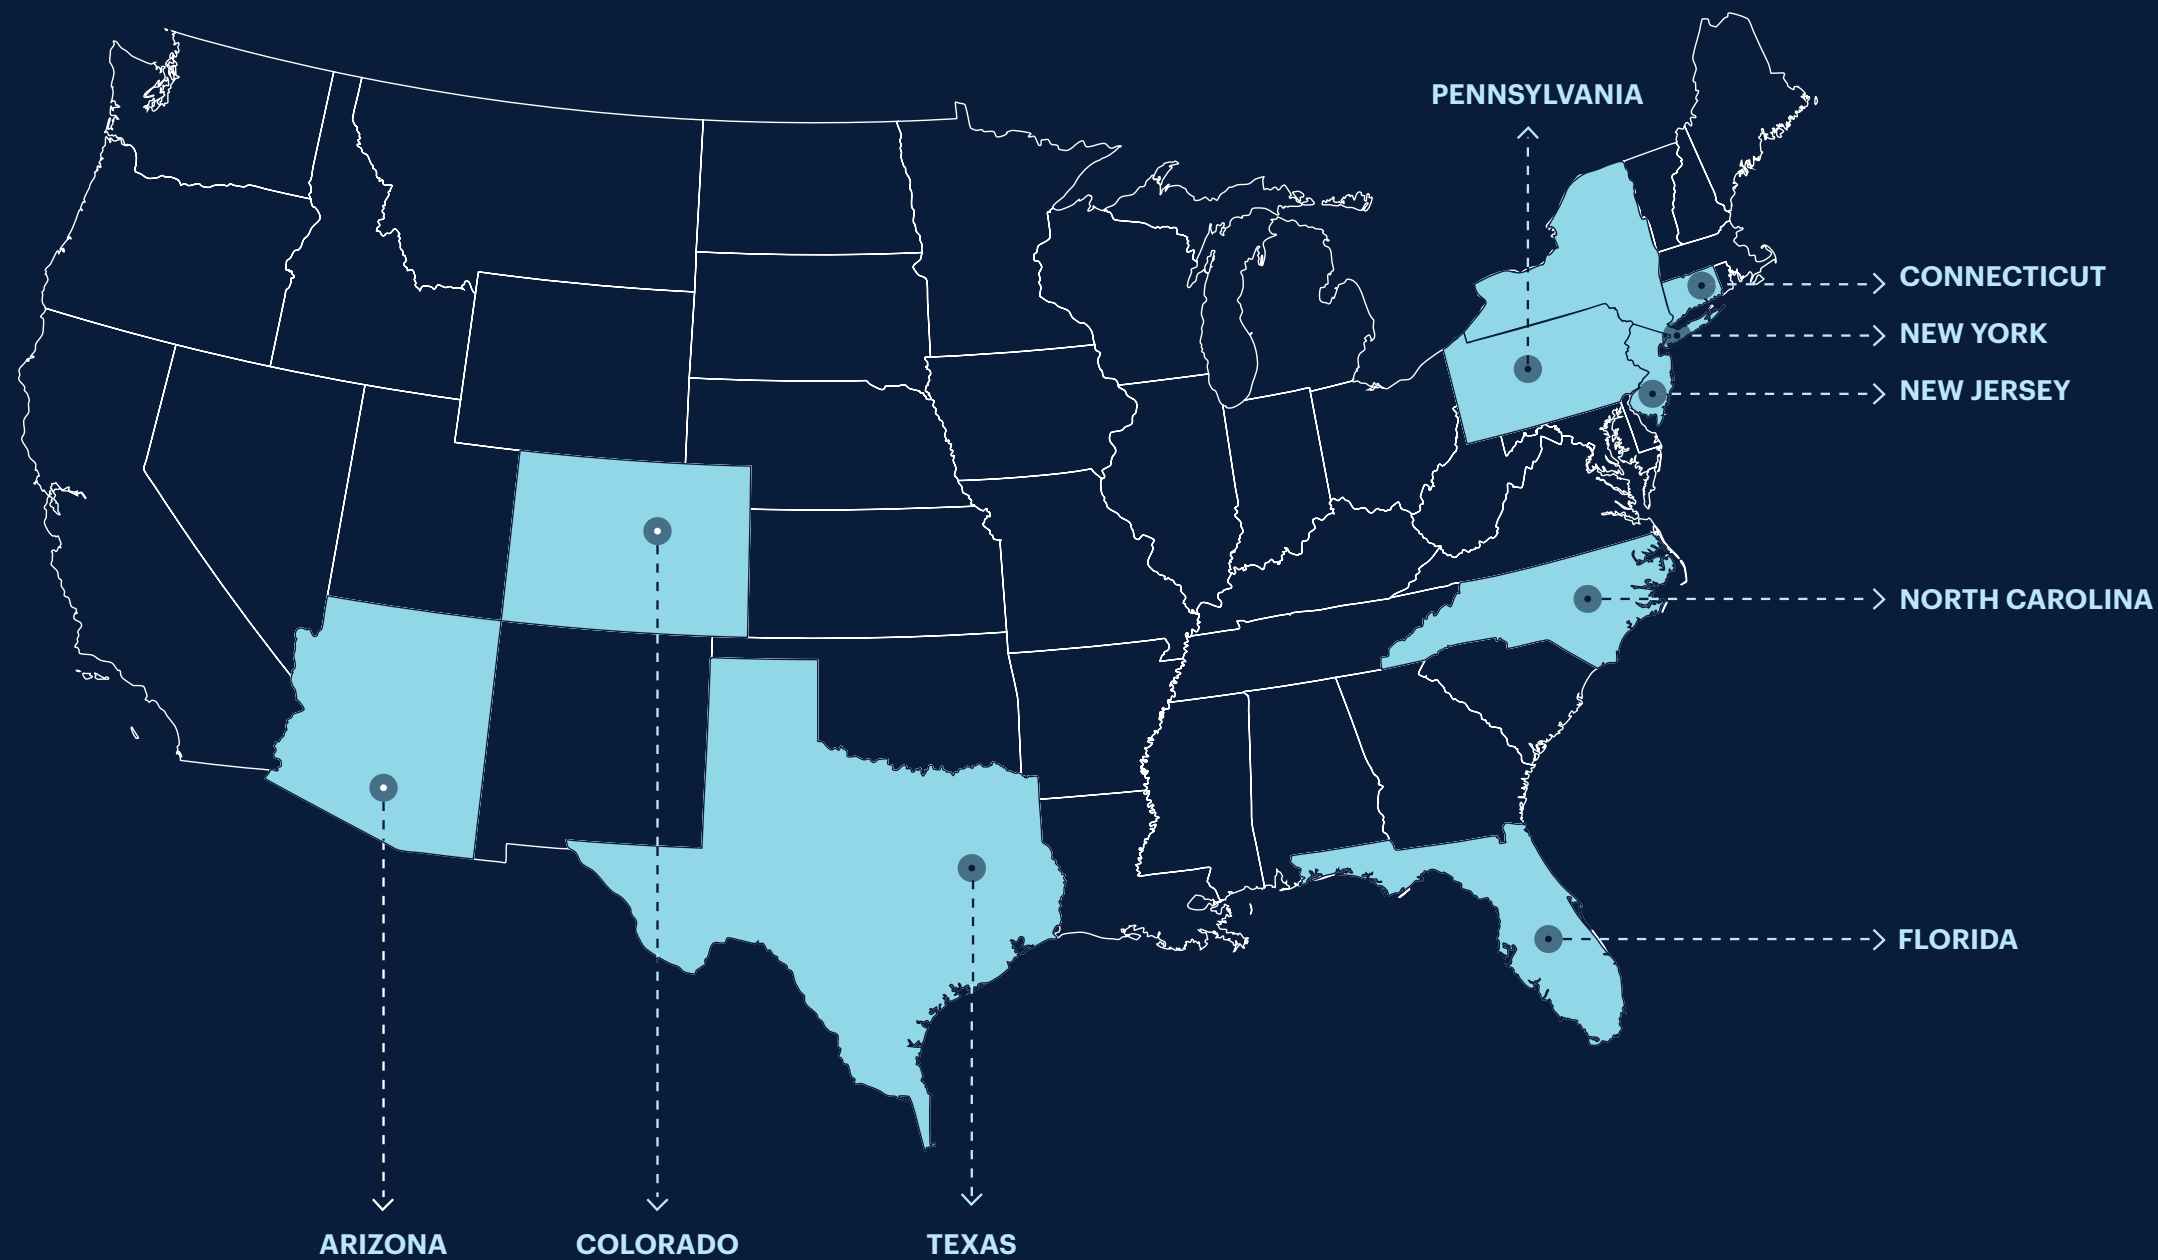 PENNSYLVANIA
CONNECTICUT
NEW YORK
NEW JERSEY
NORTH CAROLINA
FLORIDA
ARIZONA
COLORADO
TEXAS